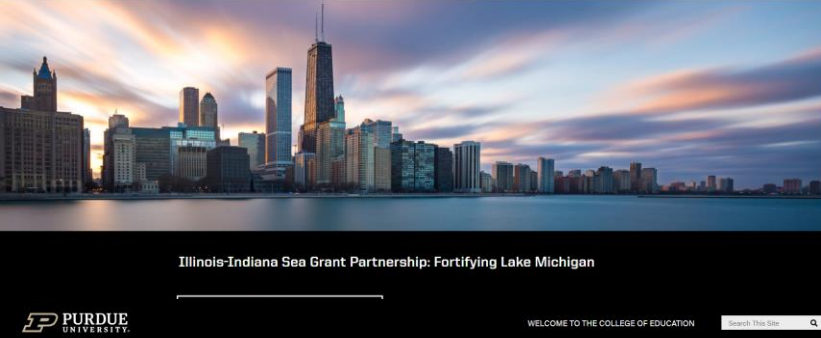 Illinois-Indiana Sea Grant Partnership: Fortifying Lake Michigan
PURDUE
UNIVERSITY®
WELCOME TO THE COLLEGE OF EDUCATION
Search This Site